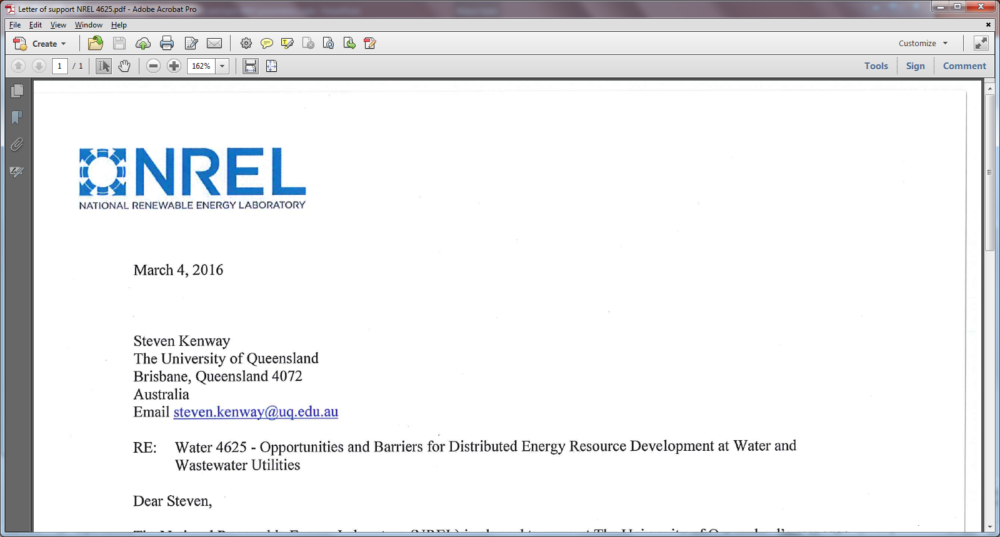 Letter of support NREL 4625.pdf - Adobe Acrobat Pro
File Edit View Window Help
Create
Customize
1 / 1
162%
Tools Sign Comment
NREL
NATIONAL RENEWABLE ENERGY LABORATORY
March 4, 2016
Steven Kenway
The University of Queensland
Brisbane, Queensland 4072
Australia
Email steven.kenway@uq.edu.au
RE: Water 4625 - Opportunities and Barriers for Distributed Energy Resource Development at Water and
Wastewater Utilities
Dear Steven,